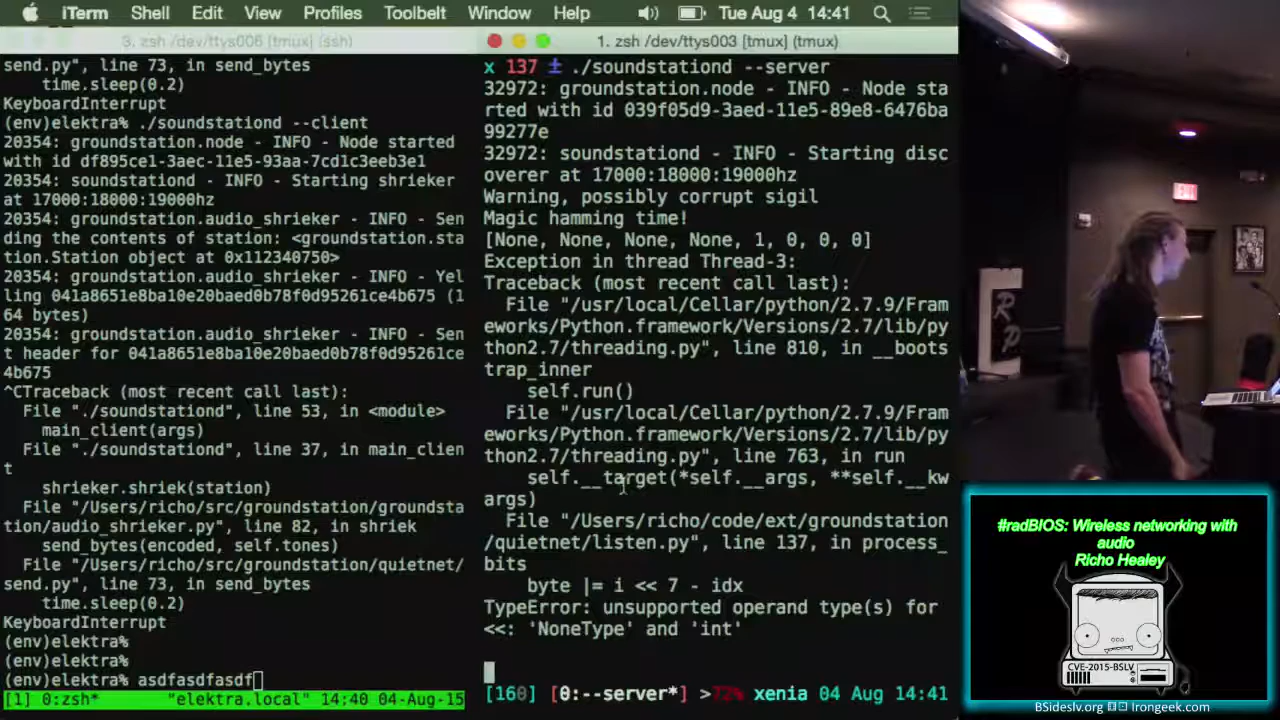 iTerm Shell Edit View Profiles Toolbelt Window Help Tue Aug 4 14:41
3. zsh /dev/ttys006 [tmux] (ssh)
send.py", line 73, in send_bytes
time.sleep(0.2)
KeyboardInterrupt
(env)elektra% ./soundstationd --client
20354: groundstation.node - INFO - Node started
with id df895ce1-3aec-11e5-93aa-7cd1c3eeb3e1
20354: soundstationd - INFO - Starting shrieker
at 17000:18000:19000hz
20354: groundstation.audio_shrieker - INFO - Sen
ding the contents of station: <groundstation.sta
tion.Station object at 0x112340750>
20354: groundstation.audio_shrieker - INFO - Yel
ling 041a8651e8ba10e20baed0b78f0d95261ce4b675 (1
64 bytes)
20354: groundstation.audio_shrieker - INFO - Sen
t header for 041a8651e8ba10e20baed0b78f0d95261ce
4b675
^CTraceback (most recent call last):
File "./soundstationd", line 53, in <module>
main_client(args)
File "./soundstationd", line 37, in main_clien
t
shrieker.shriek(station)
File "/Users/richo/src/groundstation/groundsta
tion/audio_shrieker.py", line 82, in shriek
send_bytes(encoded, self.tones)
File "/Users/richo/src/groundstation/quietnet/
send.py", line 73, in send_bytes
time.sleep(0.2)
KeyboardInterrupt
(env)elektra%
(env)elektra%
(env)elektra% asdfasdfasdf
[1] 0:zsh* "elektra.local" 14:40 04-Aug-15
1. zsh /dev/ttys003 [tmux] (tmux)
x 137 ± ./soundstationd --server
32972: groundstation.node - INFO - Node sta
rted with id 039f05d9-3aed-11e5-89e8-6476ba
99277e
32972: soundstationd - INFO - Starting disc
overer at 17000:18000:19000hz
Warning, possibly corrupt sigil
Magic hamming time!
[None, None, None, None, 1, 0, 0, 0]
Exception in thread Thread-3:
Traceback (most recent call last):
File "/usr/local/Cellar/python/2.7.9/Fram
eworks/Python.framework/Versions/2.7/lib/py
thon2.7/threading.py", line 810, in __boots
trap_inner
self.run()
File "/usr/local/Cellar/python/2.7.9/Fram
eworks/Python.framework/Versions/2.7/lib/py
thon2.7/threading.py", line 763, in run
self.__target(*self.__args, **self.__kw
args)
File "/Users/richo/code/ext/groundstation
/quietnet/listen.py", line 137, in process_
bits
byte |= i << 7 - idx
TypeError: unsupported operand type(s) for
<<: 'NoneType' and 'int'
[160] [0:--server*] >72% xenia 04 Aug 14:41
EXIT
#radBIOS: Wireless networking with
audio
Richo Healey
CVE-2015-BSLV
BSideslv.org Irongeek.com